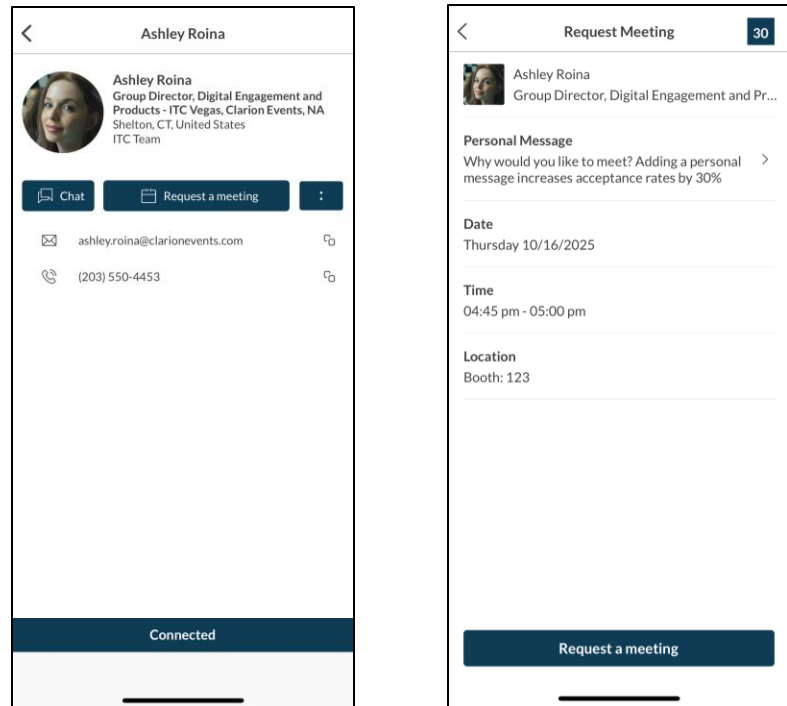 Ashley Roina
Ashley Roina
Group Director, Digital Engagement and
Products - ITC Vegas, Clarion Events, NA
Shelton, CT, United States
ITC Team
Chat
Request a meeting
ashley.roina@clarionevents.com
(203) 550-4453
Connected
Request Meeting
30
Ashley Roina
Group Director, Digital Engagement and Pr...
Personal Message
Why would you like to meet? Adding a personal
message increases acceptance rates by 30%
Date
Thursday 10/16/2025
Time
04:45 pm - 05:00 pm
Location
Booth: 123
Request a meeting